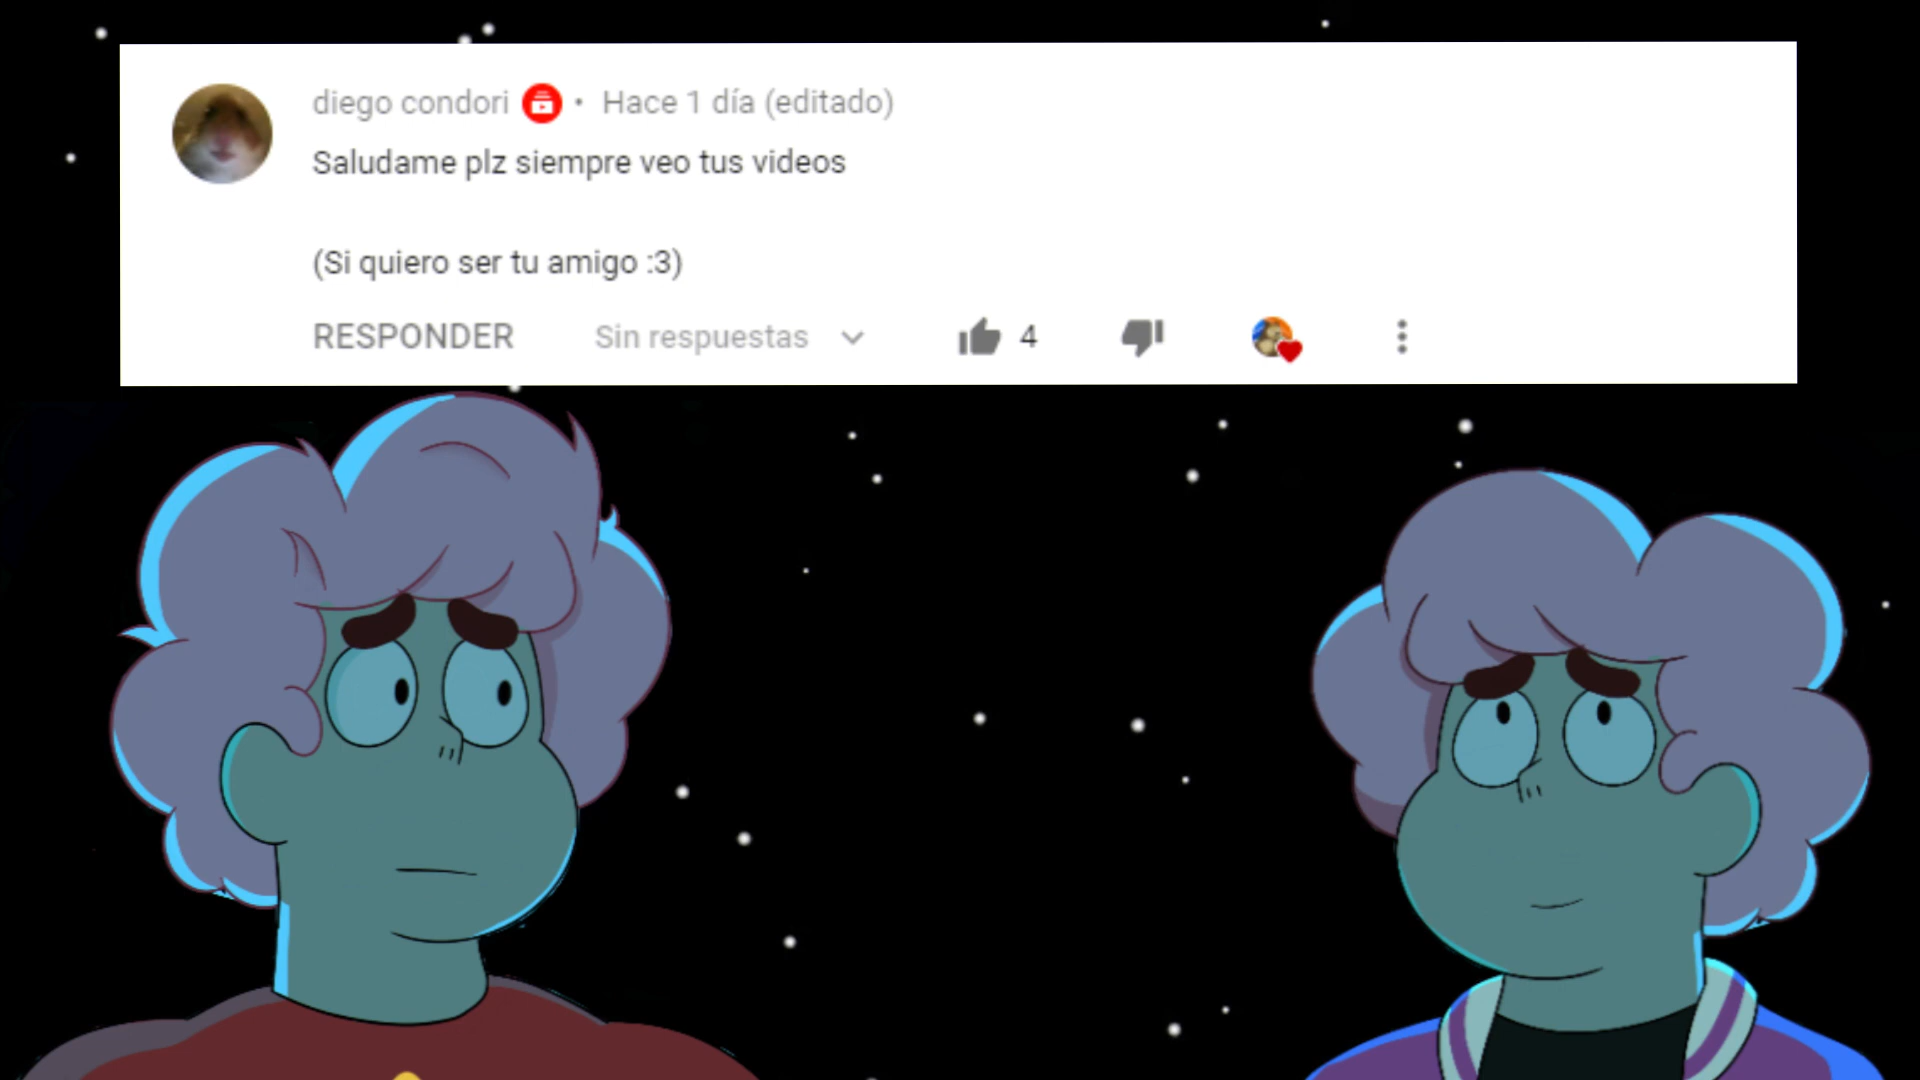 diego condori • Hace 1 día (editado)
Saludame plz siempre veo tus videos
(Si quiero ser tu amigo :3)
RESPONDER Sin respuestas 4